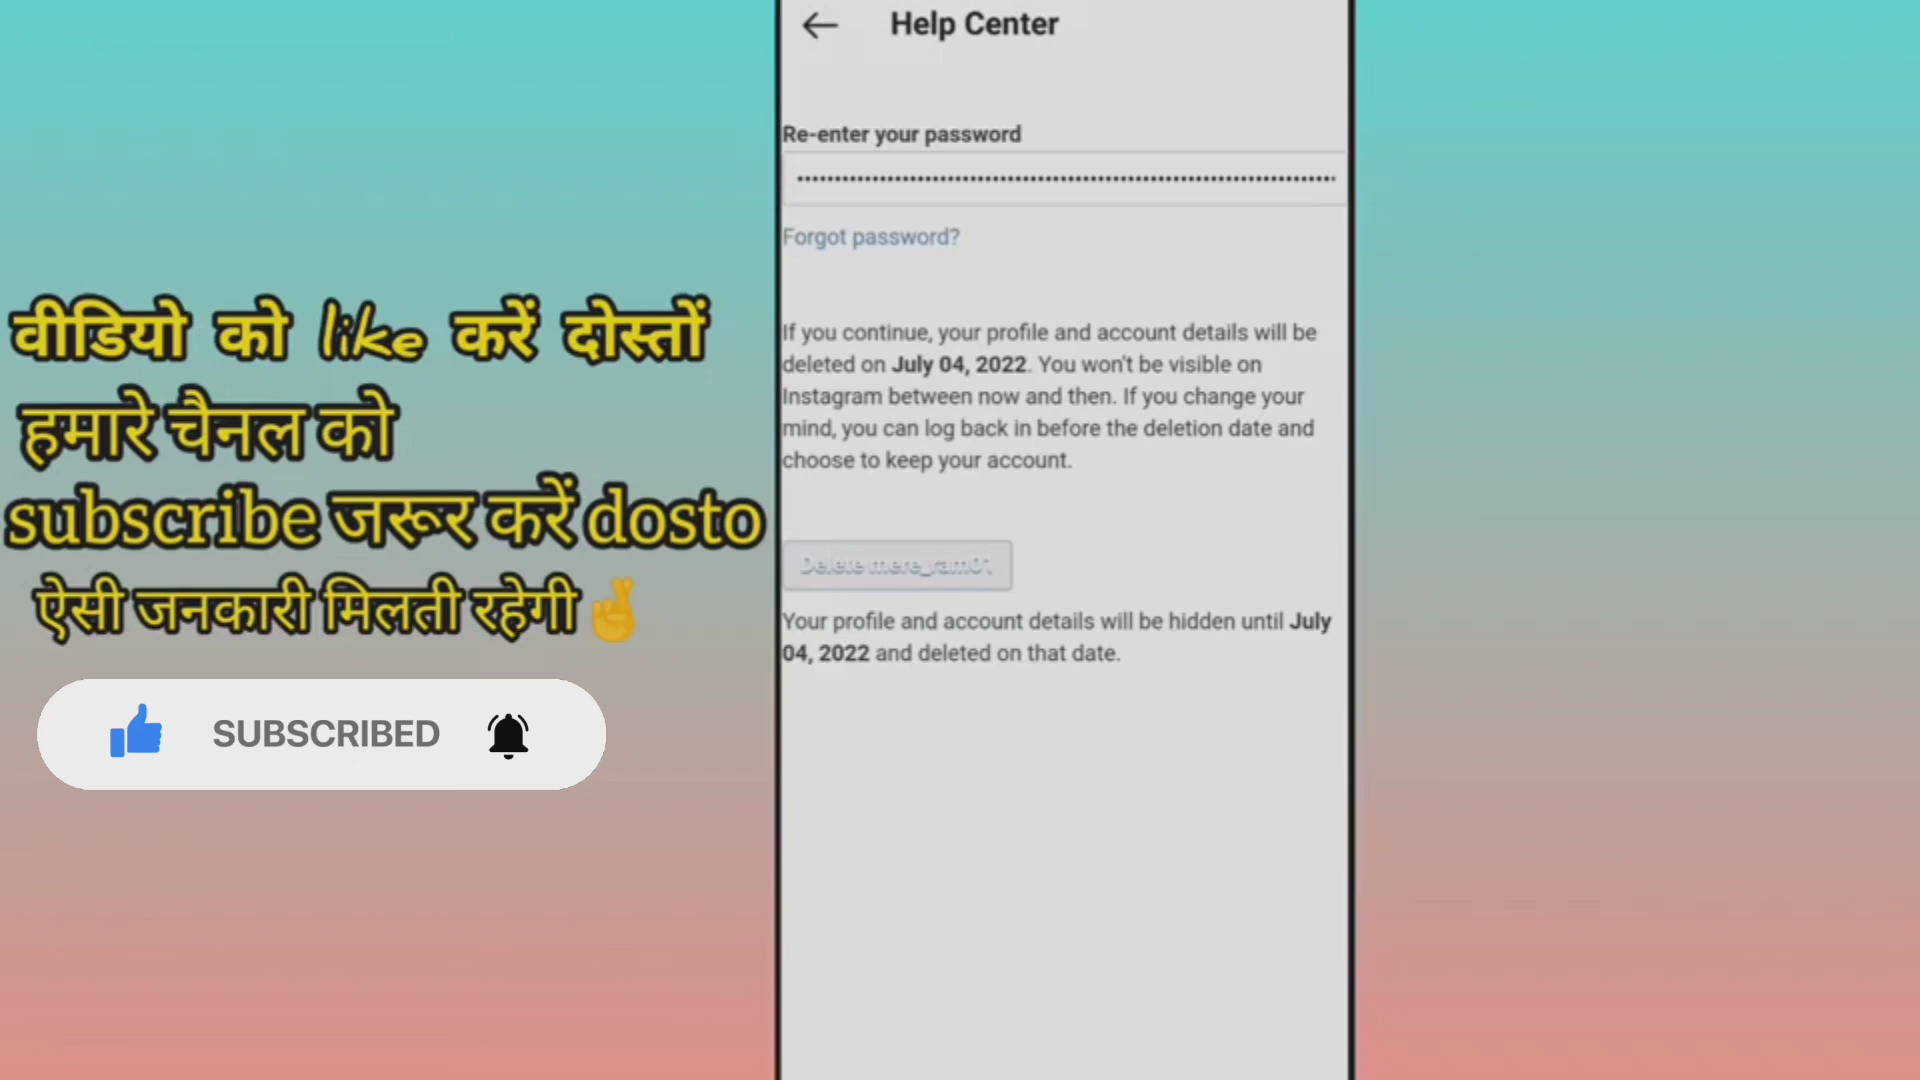 वीडियो को like करें दोस्तों
हमारे चैनल को
subscribe जरूर करें dosto
ऐसी जनकारी मिलती रहेगी
SUBSCRIBED
Help Center
Re-enter your password
Forgot password?
If you continue, your profile and account details will be
deleted on July 04, 2022. You won't be visible on
Instagram between now and then. If you change your
mind, you can log back in before the deletion date and
choose to keep your account.
Delete mere_ram01
Your profile and account details will be hidden until July
04, 2022 and deleted on that date.